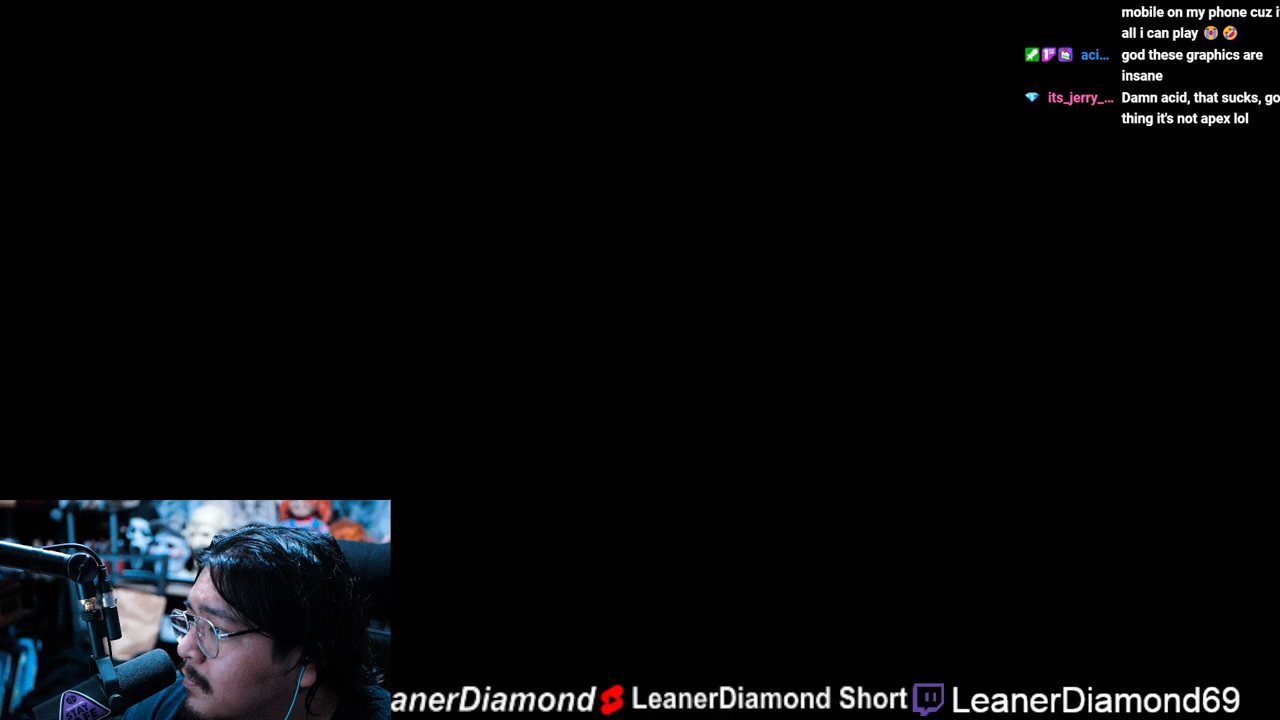 mobile on my phone cuz
all i can play 😭 🤣
aci... god these graphics are
insane
its_jerry_... Damn acid, that sucks,
thing it's not apex lol
STAY
anerDiamond LeanerDiamond Short LeanerDiamond69